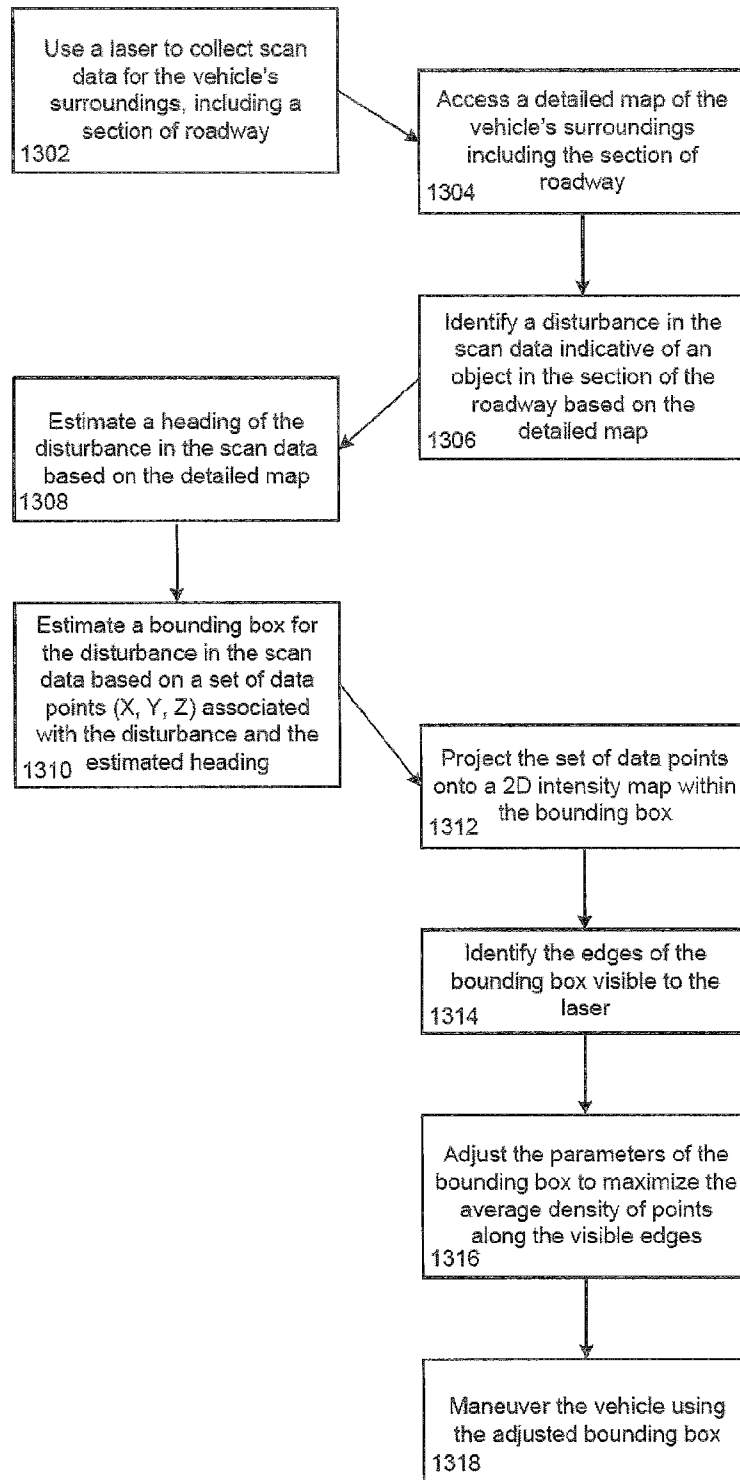 Use a laser to collect scan
data for the vehicle's
surroundings, including a
section of roadway
1302
Access a detailed map of the
vehicle's surroundings
including the section of
roadway
1304
Identify a disturbance in the
scan data indicative of an
object in the section of the
roadway based on the
detailed map
1306
Estimate a heading of the
disturbance in the scan data
based on the detailed map
1308
Estimate a bounding box for
the disturbance in the scan
data based on a set of data
points (X, Y, Z) associated
with the disturbance and the
estimated heading
1310
Project the set of data points
onto a 2D intensity map within
the bounding box
1312
Identify the edges of the
bounding box visible to the
laser
1314
Adjust the parameters of the
bounding box to maximize the
average density of points
along the visible edges
1316
Maneuver the vehicle using
the adjusted bounding box
1318